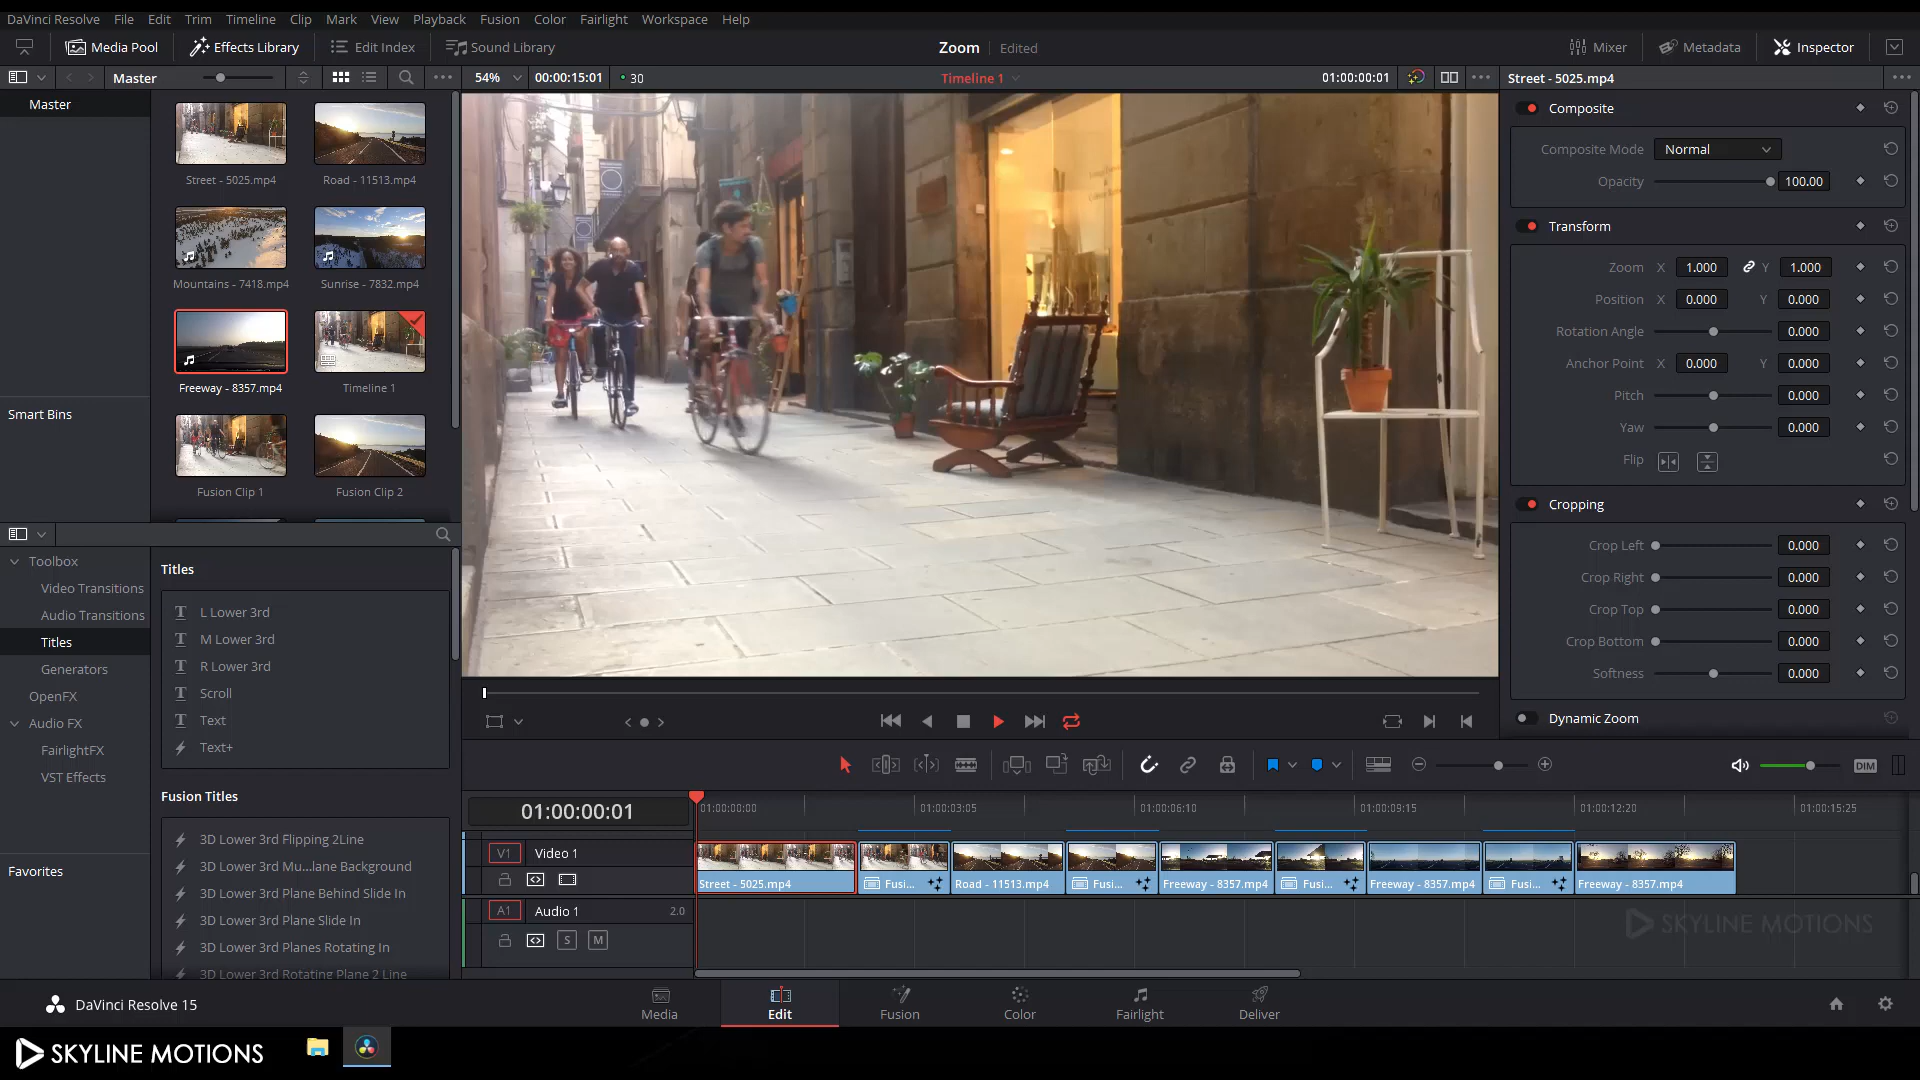 DaVinci Resolve File Edit Trim Timeline Clip Mark View Playback Fusion Color Fairlight Workspace Help
Media Pool Effects Library Edit Index Sound Library Zoom Edited Mixer Metadata Inspector
Master 54% 00:00:15:01 30 Timeline 1 01:00:00:01 Street - 5025.mp4
Master
Street - 5025.mp4 Road - 11513.mp4
Mountains - 7418.mp4 Sunrise - 7832.mp4
Freeway - 8357.mp4 Timeline 1
Fusion Clip 1 Fusion Clip 2
Smart Bins
Composite
Composite Mode Normal
Opacity 100.00
Transform
Zoom X 1.000 Y 1.000
Position X 0.000 Y 0.000
Rotation Angle 0.000
Anchor Point X 0.000 Y 0.000
Pitch 0.000
Yaw 0.000
Flip
Cropping
Crop Left 0.000
Crop Right 0.000
Crop Top 0.000
Crop Bottom 0.000
Softness 0.000
Dynamic Zoom
Toolbox
Video Transitions
Audio Transitions
Titles
Generators
OpenFX
Audio FX
FairlightFX
VST Effects
Favorites
Titles
L Lower 3rd
M Lower 3rd
R Lower 3rd
Scroll
Text
Text+
Fusion Titles
3D Lower 3rd Flipping 2Line
3D Lower 3rd Mu...lane Background
3D Lower 3rd Plane Behind Slide In
3D Lower 3rd Plane Slide In
3D Lower 3rd Planes Rotating In
3D Lower 3rd Rotating Plane 2 Line
DIM
01:00:00:01 01:00:00:00 01:00:03:05 01:00:06:10 01:00:09:15 01:00:12:20 01:00:15:25
V1 Video 1
Street - 5025.mp4 Fusi... Road - 11513.mp4 Fusi... Freeway - 8357.mp4 Fusi... Freeway - 8357.mp4 Fusi... Freeway - 8357.mp4
A1 Audio 1 2.0
S M
SKYLINE MOTIONS
DaVinci Resolve 15 Media Edit Fusion Color Fairlight Deliver
SKYLINE MOTIONS